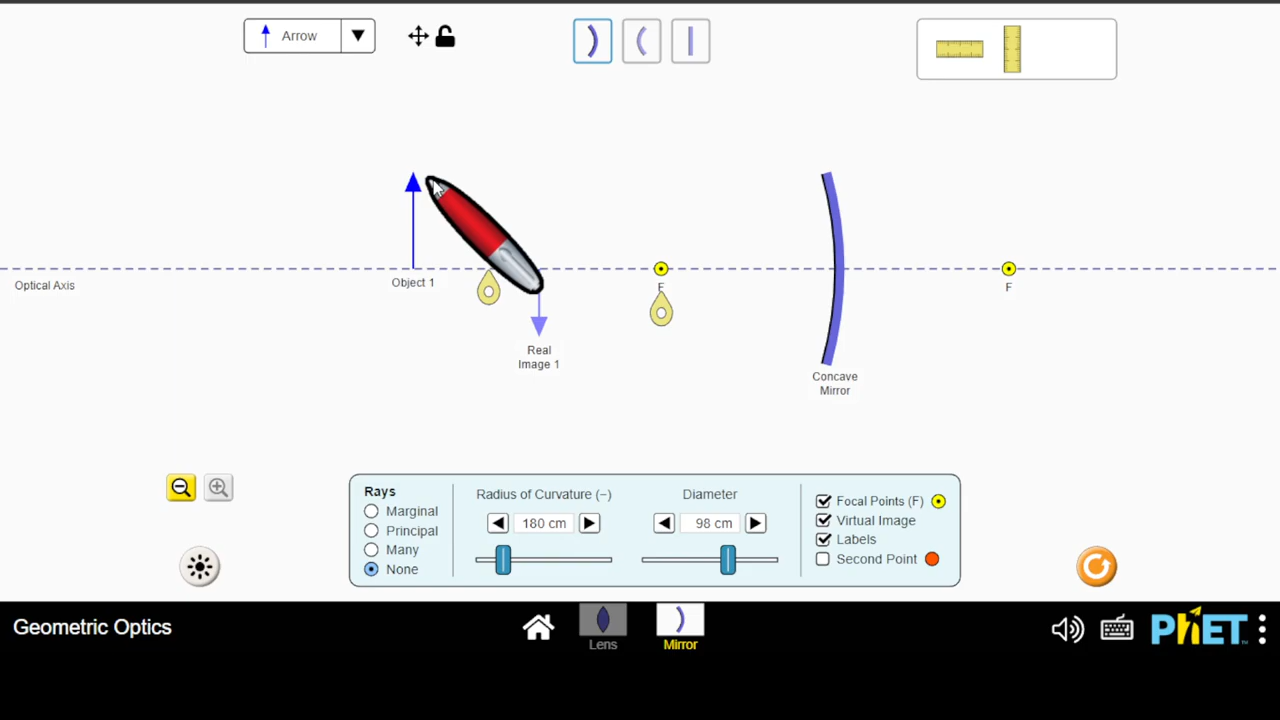 Arrow
Optical Axis
Object 1
F
F
Real
Image 1
Concave
Mirror
Rays
Marginal
Principal
Many
None
Radius of Curvature (−)
180 cm
Diameter
98 cm
Focal Points (F)
Virtual Image
Labels
Second Point
Geometric Optics
Lens
Mirror
PhET